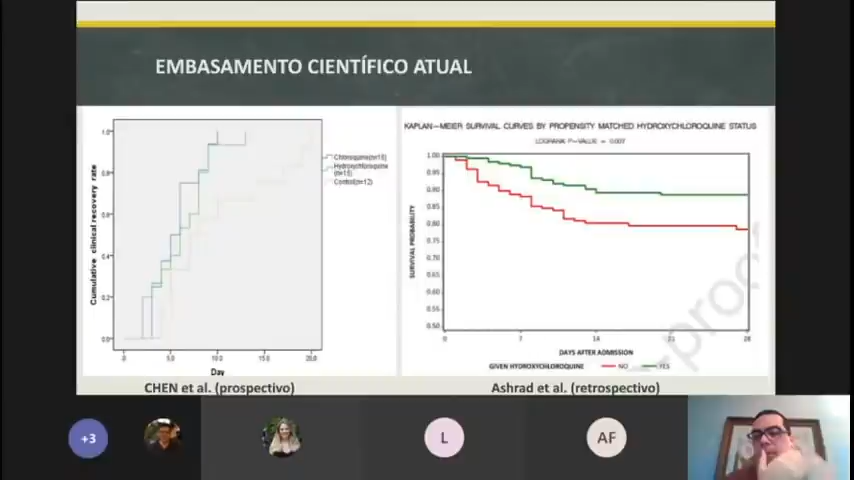 EMBASAMENTO CIENTÍFICO ATUAL
1.0
0.8
0.6
0.4
0.2
0.0
Cumulative clinical recovery rate
.0
5.0
10.0
15.0
20.0
Day
Chloroquine(n=18)
Hydroxychloroquine
(n=15)
Control(n=12)
CHEN et al. (prospectivo)
KAPLAN—MEIER SURVIVAL CURVES BY PROPENSITY MATCHED HYDROXYCHLOROQUINE STATUS
LOGRANK P—VALUE =
1.00
0.95
0.90
0.85
0.80
0.75
0.70
0.65
0.60
0.55
0.50
SURVIVAL PROBABILITY
0
7
14
21
28
DAYS AFTER ADMISSION
GIVEN HYDROXYCHLOROQUINE NO YES
Ashrad et al. (retrospectivo)
+3
L
AF